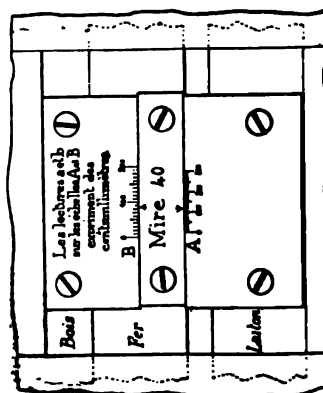 Les lectures a et b
sur les échelles A et B
expriment des
centimillimètres.
B
Mire 40
A
Bois
Fer
Laiton